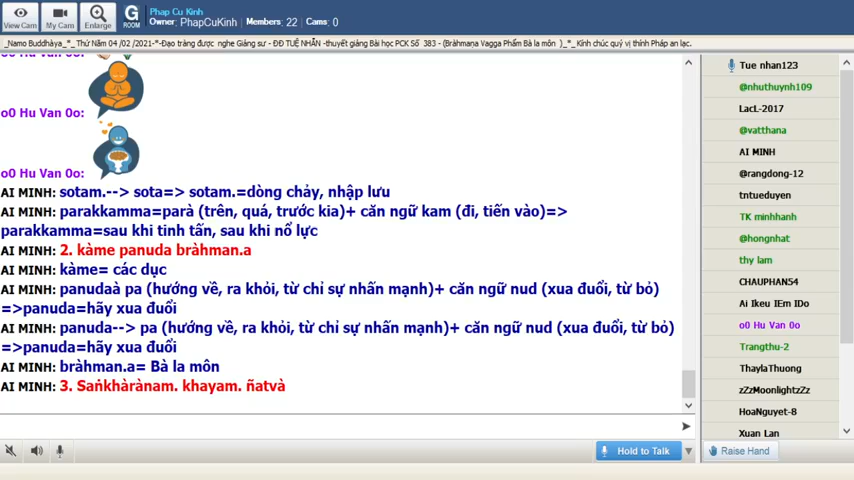 View Cam
My Cam
Enlarge
G
ROOM
Phap Cu Kinh
Owner: PhapCuKinh Members: 22 Cams: 0
_Namo Buddhàya_*_ Thứ Năm 04 /02 /2021-*-Đạo tràng được nghe Giảng sư - ĐĐ TUỆ NHÂN -thuyết giảng Bài học PCK Số 383 - (Bràhmaṇa Vagga Phẩm Bà la môn )_*_ Kính chúc quý vị thính Pháp an lạc.
o0 Hu Van 0o:
o0 Hu Van 0o:
AI MINH: sotam.--> sota=> sotam.=dòng chảy, nhập lưu
AI MINH: parakkamma=parà (trên, quá, trước kia)+ căn ngữ kam (đi, tiến vào)=>
parakkamma=sau khi tinh tấn, sau khi nổ lực
AI MINH: 2. kàme panuda bràhman.a
AI MINH: kàme= các dục
AI MINH: panudaà pa (hướng về, ra khỏi, từ chỉ sự nhấn mạnh)+ căn ngữ nud (xua đuổi, từ bỏ)
=>panuda=hãy xua đuổi
AI MINH: panuda--> pa (hướng về, ra khỏi, từ chỉ sự nhấn mạnh)+ căn ngữ nud (xua đuổi, từ bỏ)
=>panuda=hãy xua đuổi
AI MINH: bràhman.a= Bà la môn
AI MINH: 3. Saṅkhàrànam. khayam. ñatvà
Tue nhan123
@nhuthuynh109
LacL-2017
@vatthana
AI MINH
@rangdong-12
tntueduyen
TK minhhanh
@hongnhat
thy lam
CHAUPHAN54
Ai Ikeu IEm IDo
o0 Hu Van 0o
Trangthu-2
ThaylaThuong
zZzMoonlightzZz
HoaNguyet-8
Xuan Lan
Hold to Talk
Raise Hand